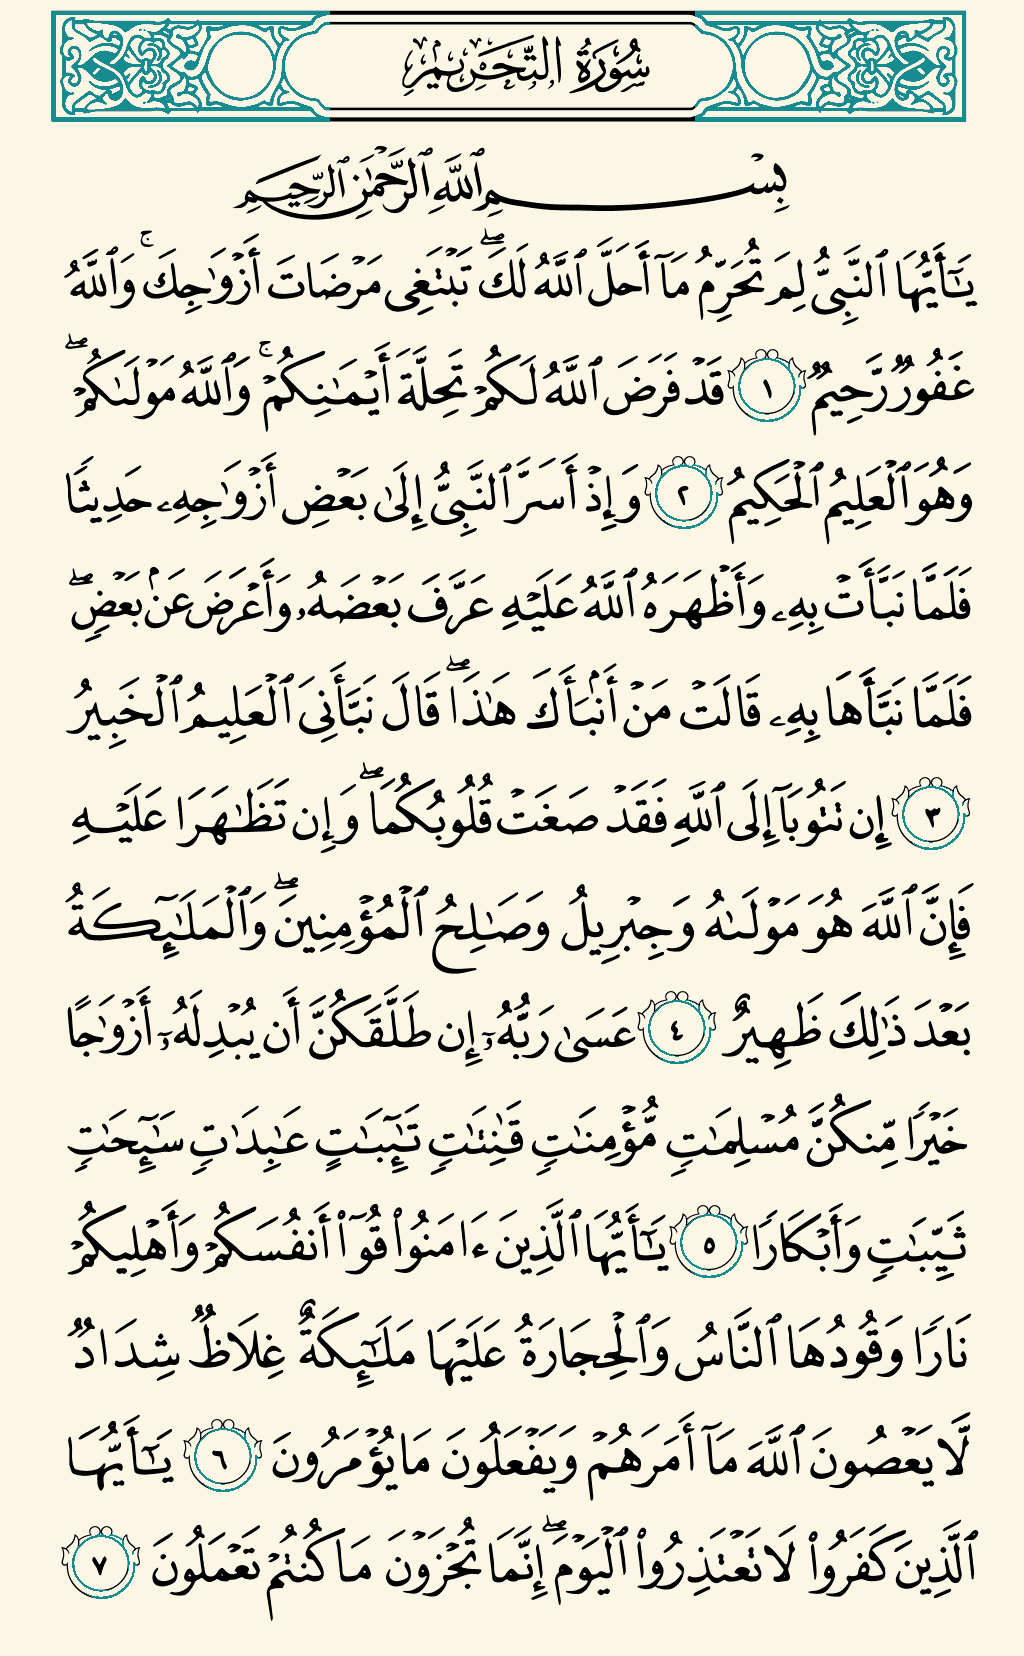 سُورَةُ التَّحْرِيمِ
بِسْمِ ٱللَّهِ ٱلرَّحْمَٰنِ ٱلرَّحِيمِ
يَٰٓأَيُّهَا ٱلنَّبِىُّ لِمَ تُحَرِّمُ مَآ أَحَلَّ ٱللَّهُ لَكَ ۖ تَبْتَغِى مَرْضَاتَ أَزْوَٰجِكَ ۚ وَٱللَّهُ
غَفُورٌ رَّحِيمٌ ١ قَدْ فَرَضَ ٱللَّهُ لَكُمْ تَحِلَّةَ أَيْمَٰنِكُمْ ۚ وَٱللَّهُ مَوْلَىٰكُمْ ۖ
وَهُوَ ٱلْعَلِيمُ ٱلْحَكِيمُ ٢ وَإِذْ أَسَرَّ ٱلنَّبِىُّ إِلَىٰ بَعْضِ أَزْوَٰجِهِۦ حَدِيثًا
فَلَمَّا نَبَّأَتْ بِهِۦ وَأَظْهَرَهُ ٱللَّهُ عَلَيْهِ عَرَّفَ بَعْضَهُۥ وَأَعْرَضَ عَنۢ بَعْضٍ ۖ
فَلَمَّا نَبَّأَهَا بِهِۦ قَالَتْ مَنْ أَنۢبَأَكَ هَٰذَا ۖ قَالَ نَبَّأَنِىَ ٱلْعَلِيمُ ٱلْخَبِيرُ
٣ إِن تَتُوبَآ إِلَى ٱللَّهِ فَقَدْ صَغَتْ قُلُوبُكُمَا ۖ وَإِن تَظَٰهَرَا عَلَيْهِ
فَإِنَّ ٱللَّهَ هُوَ مَوْلَىٰهُ وَجِبْرِيلُ وَصَٰلِحُ ٱلْمُؤْمِنِينَ ۖ وَٱلْمَلَٰٓئِكَةُ
بَعْدَ ذَٰلِكَ ظَهِيرٌ ٤ عَسَىٰ رَبُّهُۥٓ إِن طَلَّقَكُنَّ أَن يُبْدِلَهُۥٓ أَزْوَٰجًا
خَيْرًا مِّنكُنَّ مُسْلِمَٰتٍ مُّؤْمِنَٰتٍ قَٰنِتَٰتٍ تَٰٓئِبَٰتٍ عَٰبِدَٰتٍ سَٰٓئِحَٰتٍ
ثَيِّبَٰتٍ وَأَبْكَارًا ٥ يَٰٓأَيُّهَا ٱلَّذِينَ ءَامَنُوا۟ قُوٓا۟ أَنفُسَكُمْ وَأَهْلِيكُمْ
نَارًا وَقُودُهَا ٱلنَّاسُ وَٱلْحِجَارَةُ عَلَيْهَا مَلَٰٓئِكَةٌ غِلَاظٌ شِدَادٌ
لَّا يَعْصُونَ ٱللَّهَ مَآ أَمَرَهُمْ وَيَفْعَلُونَ مَا يُؤْمَرُونَ ٦ يَٰٓأَيُّهَا
ٱلَّذِينَ كَفَرُوا۟ لَا تَعْتَذِرُوا۟ ٱلْيَوْمَ ۖ إِنَّمَا تُجْزَوْنَ مَا كُنتُمْ تَعْمَلُونَ ٧